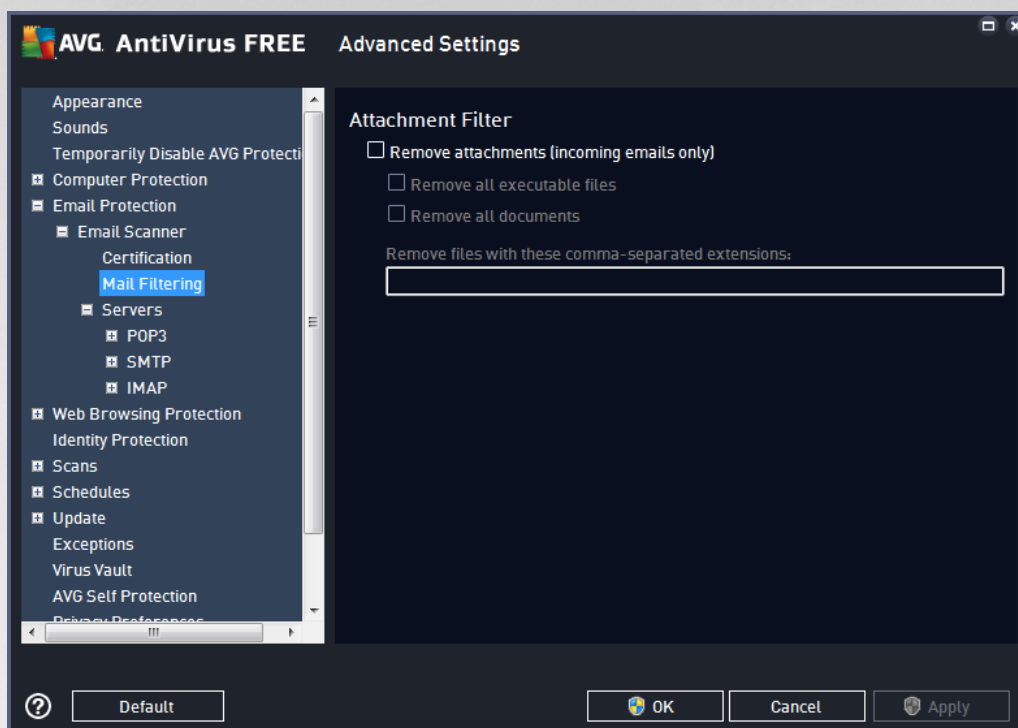 AVG. AntiVirus FREE Advanced Settings
Appearance
Sounds
Temporarily Disable AVG Protecti
Computer Protection
Email Protection
Email Scanner
Certification
Mail Filtering
Servers
POP3
SMTP
IMAP
Web Browsing Protection
Identity Protection
Scans
Schedules
Update
Exceptions
Virus Vault
AVG Self Protection
Privacy Preferences
Attachment Filter
Remove attachments (incoming emails only)
Remove all executable files
Remove all documents
Remove files with these comma-separated extensions:
Default
OK
Cancel
Apply